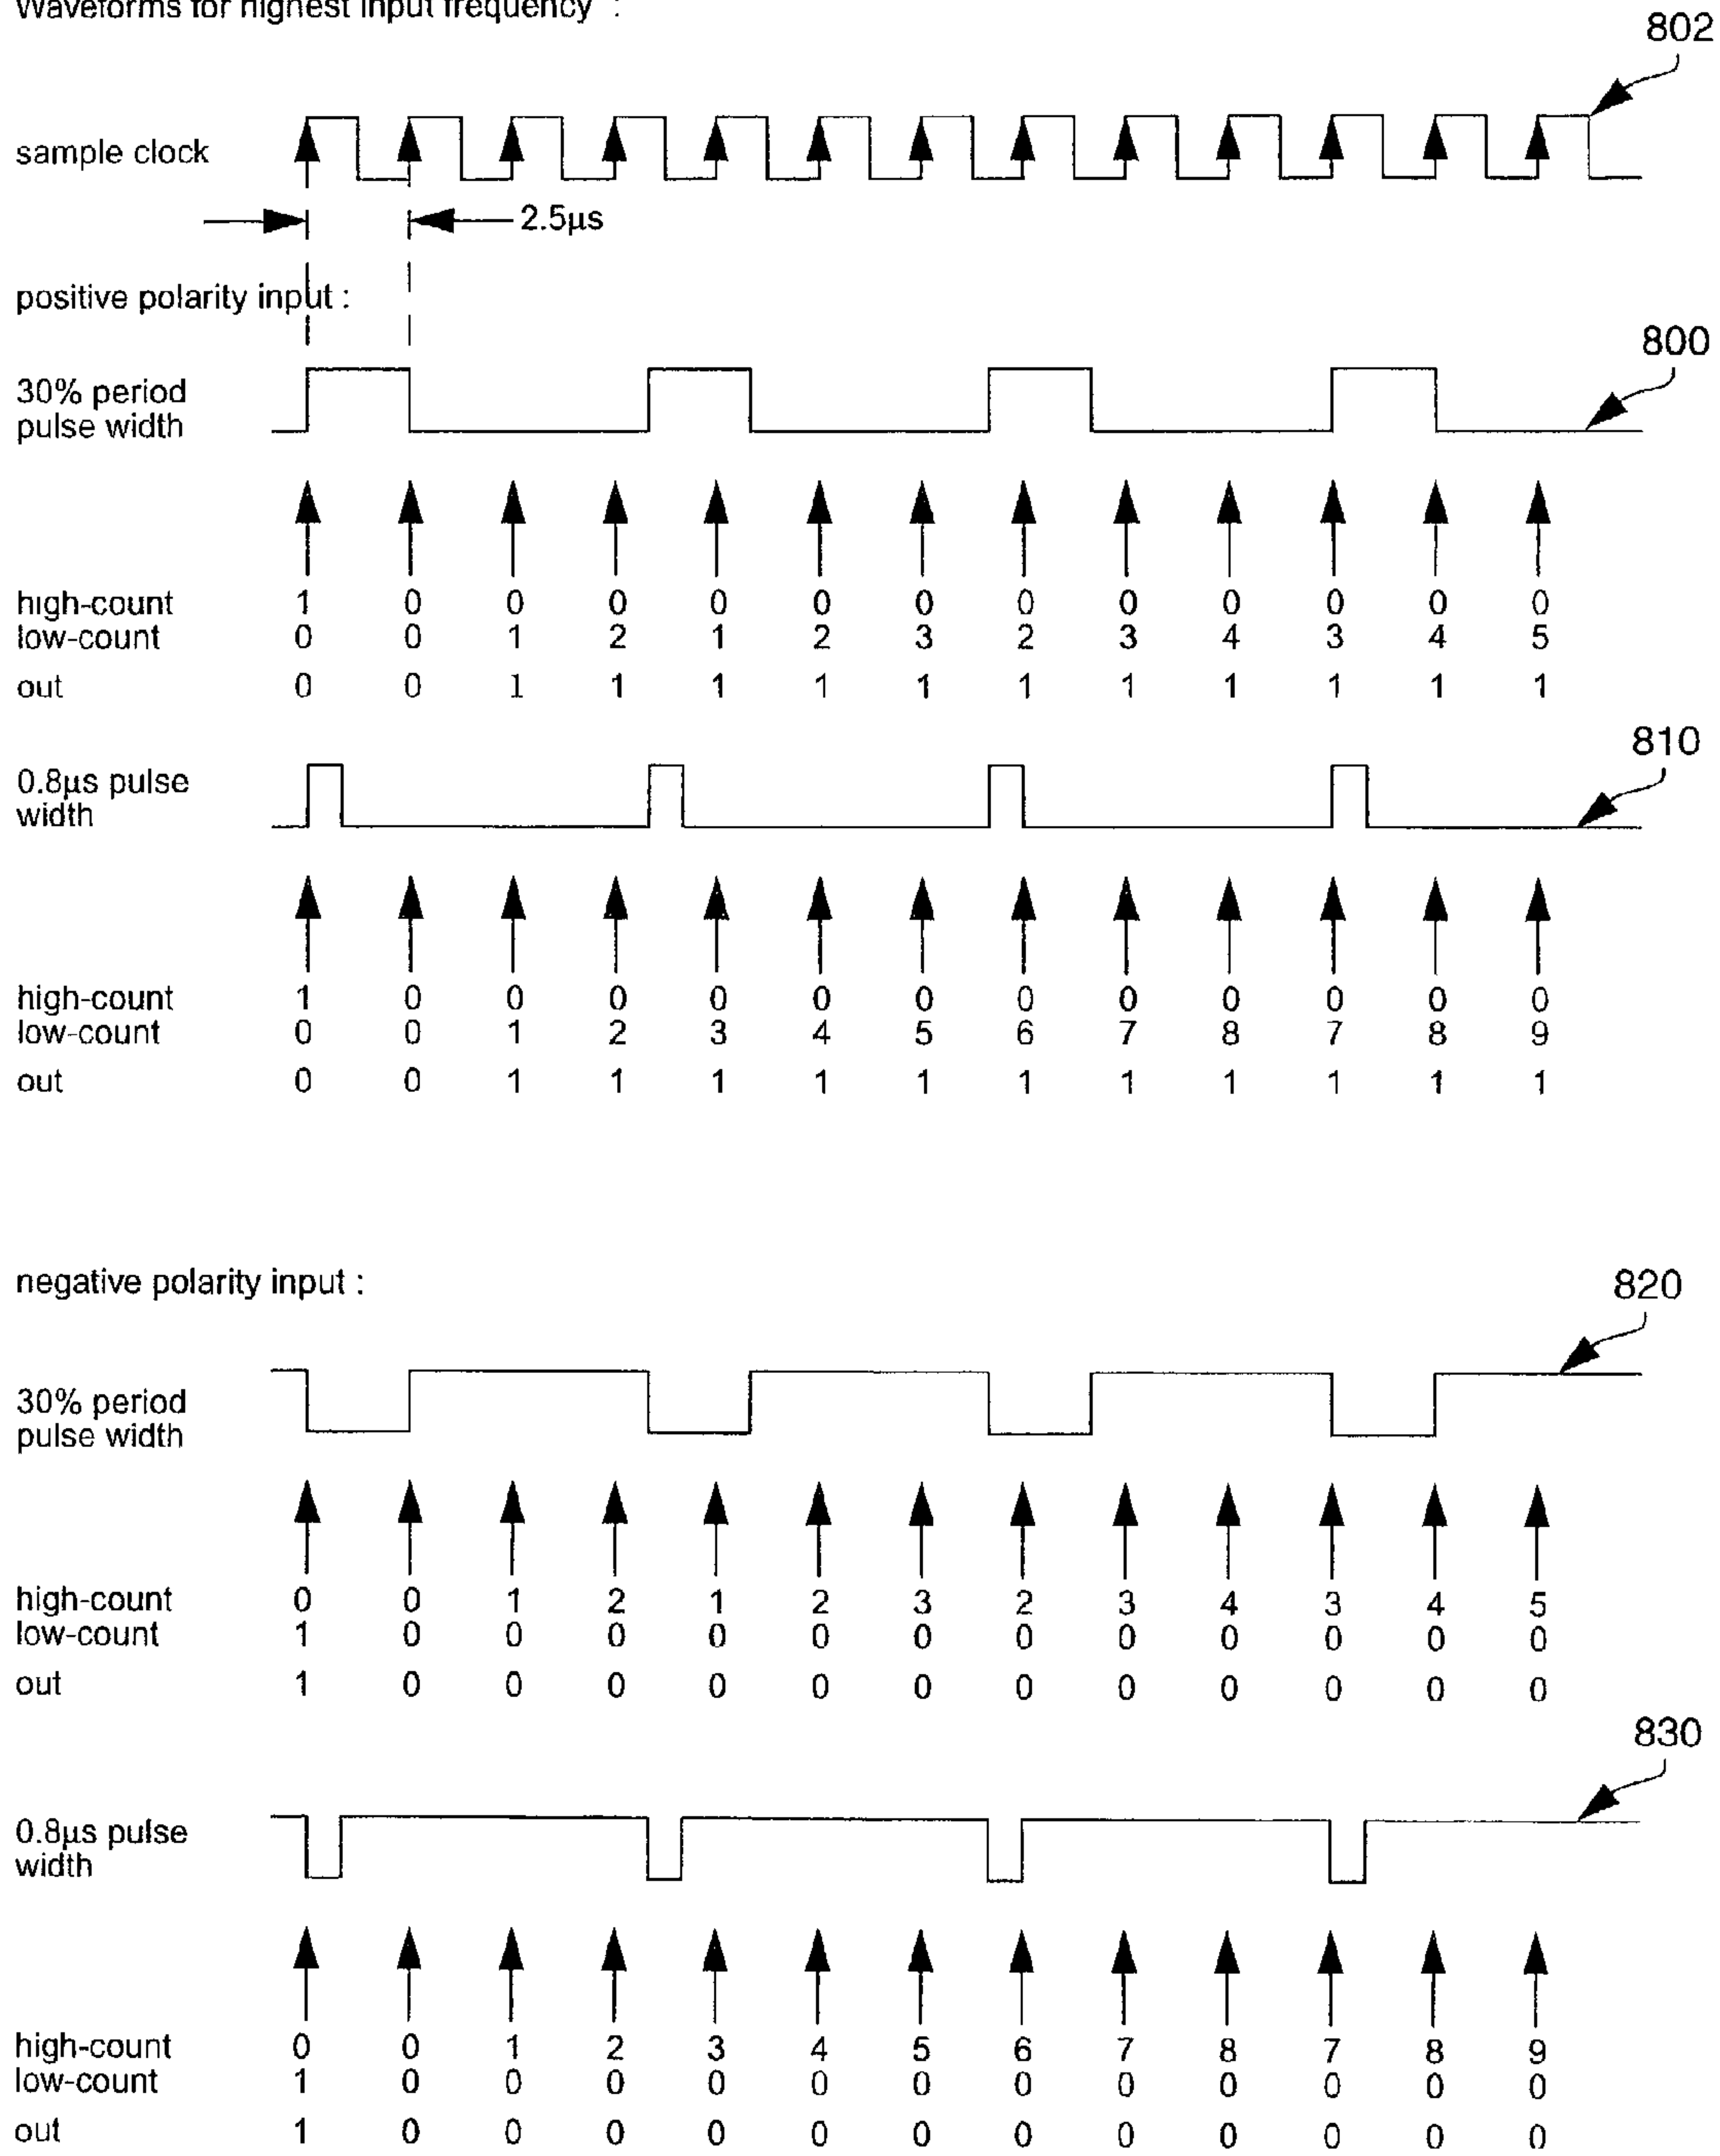 Waveforms for highest input frequency :
802
sample clock
2.5µs
positive polarity input :
800
30% period
pulse width
high-count 1 0 0 0 0 0 0 0 0 0 0 0 0
low-count 0 0 1 2 1 2 3 2 3 4 3 4 5
out 0 0 1 1 1 1 1 1 1 1 1 1 1
810
0.8µs pulse
width
high-count 1 0 0 0 0 0 0 0 0 0 0 0 0
low-count 0 0 1 2 3 4 5 6 7 8 7 8 9
out 0 0 1 1 1 1 1 1 1 1 1 1 1
negative polarity input :
820
30% period
pulse width
high-count 0 0 1 2 1 2 3 2 3 4 3 4 5
low-count 1 0 0 0 0 0 0 0 0 0 0 0 0
out 1 0 0 0 0 0 0 0 0 0 0 0 0
830
0.8µs pulse
width
high-count 0 0 1 2 3 4 5 6 7 8 7 8 9
low-count 1 0 0 0 0 0 0 0 0 0 0 0 0
out 1 0 0 0 0 0 0 0 0 0 0 0 0